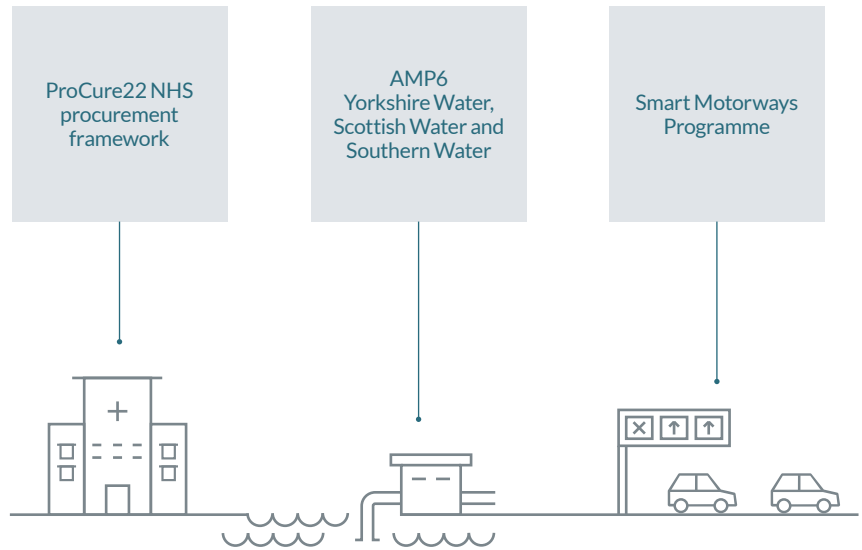 ProCure22 NHS
procurement
framework
AMP6
Yorkshire Water,
Scottish Water and
Southern Water
Smart Motorways
Programme